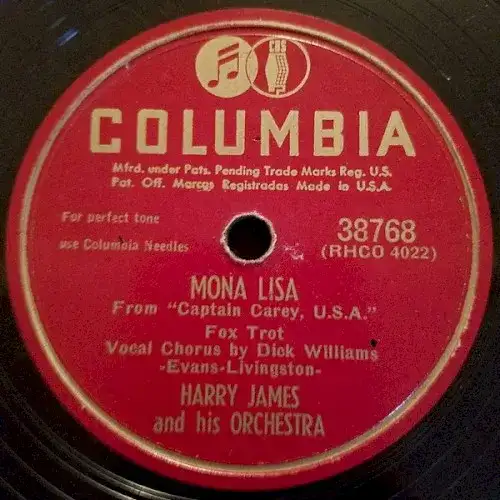 CBS
COLUMBIA
Mfrd. under Pats. Pending Trade Marks Reg. U.S.
Pat. Off. Marcas Registradas Made in U.S.A.
For perfect tone
use Columbia Needles
38768
(RHCO 4022)
MONA LISA
From "Captain Carey, U.S.A."
Fox Trot
Vocal Chorus by Dick Williams
-Evans-Livingston-
HARRY JAMES
and his ORCHESTRA